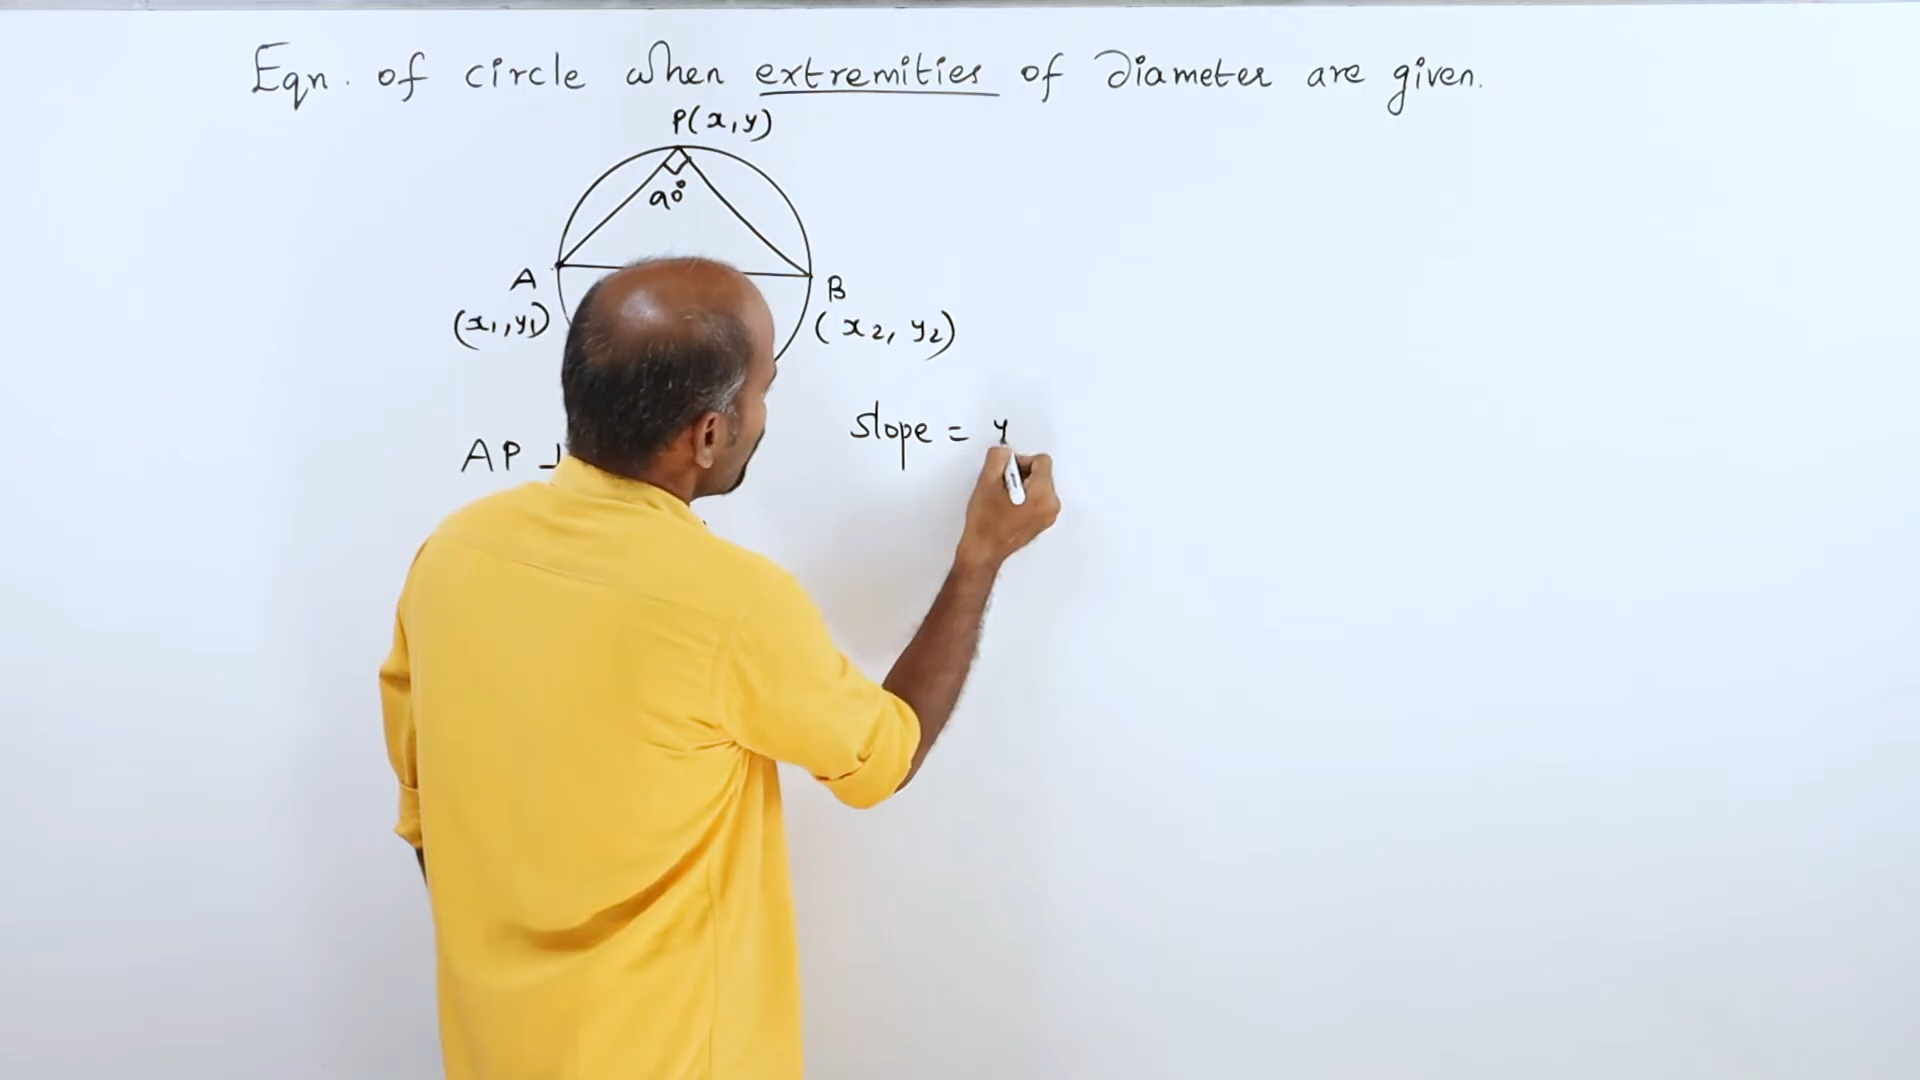 Eqn. of circle when extremities of diameter are given.
P(x,y)
90°
A
B
(x1,y1)
(x2, y2)
slope = y
AP ⊥